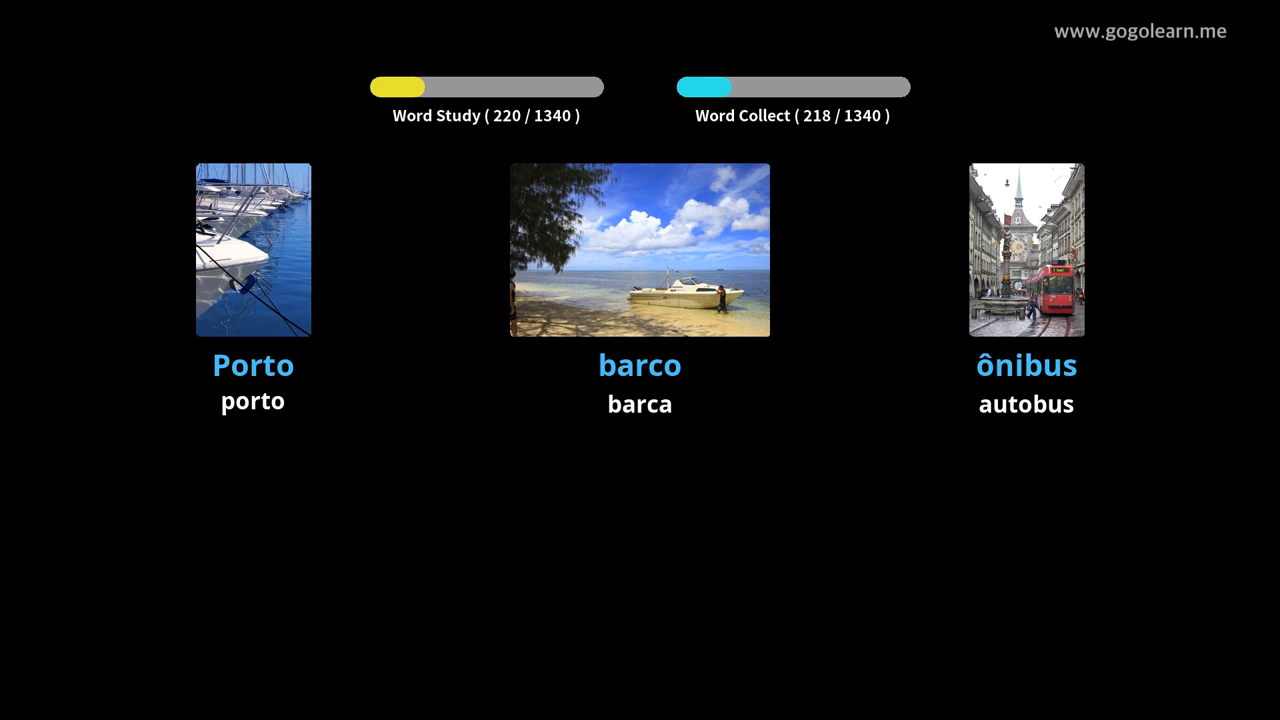 www.gogolearn.me
Word Study ( 220 / 1340 )
Word Collect ( 218 / 1340 )
Porto
porto
barco
barca
ônibus
autobus